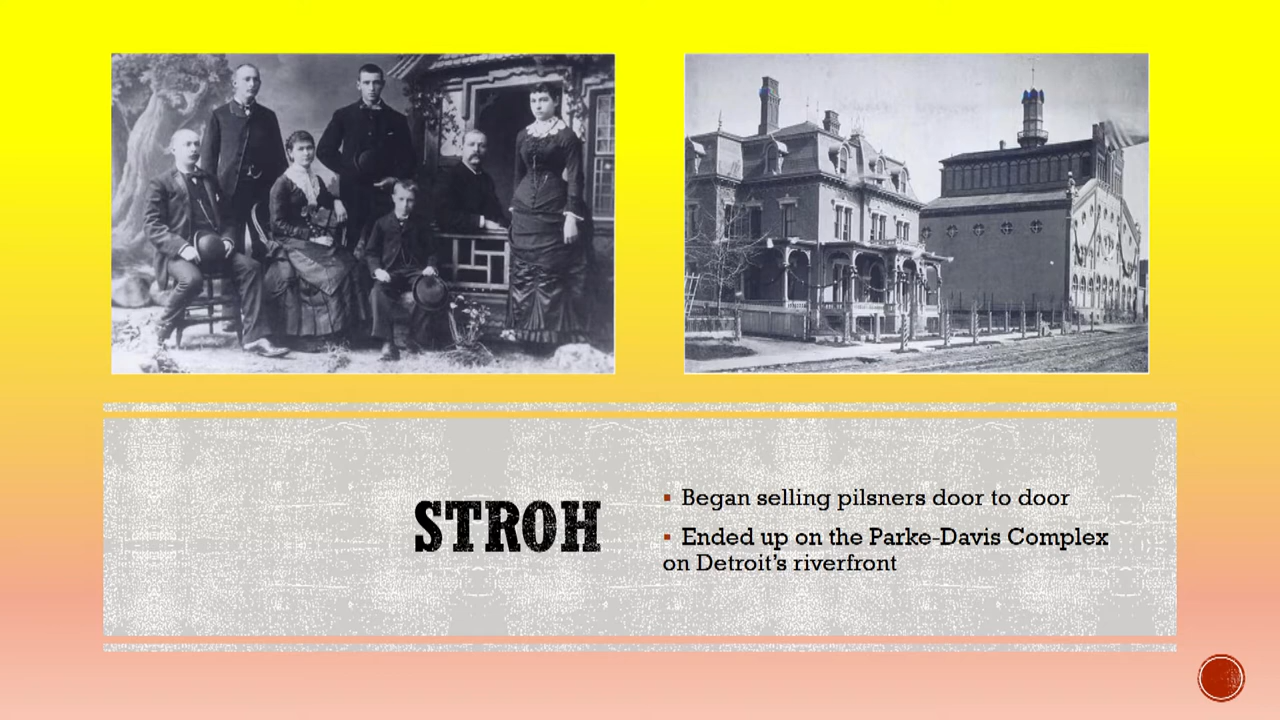 STROH
▪ Began selling pilsners door to door
▪ Ended up on the Parke-Davis Complex
on Detroit's riverfront